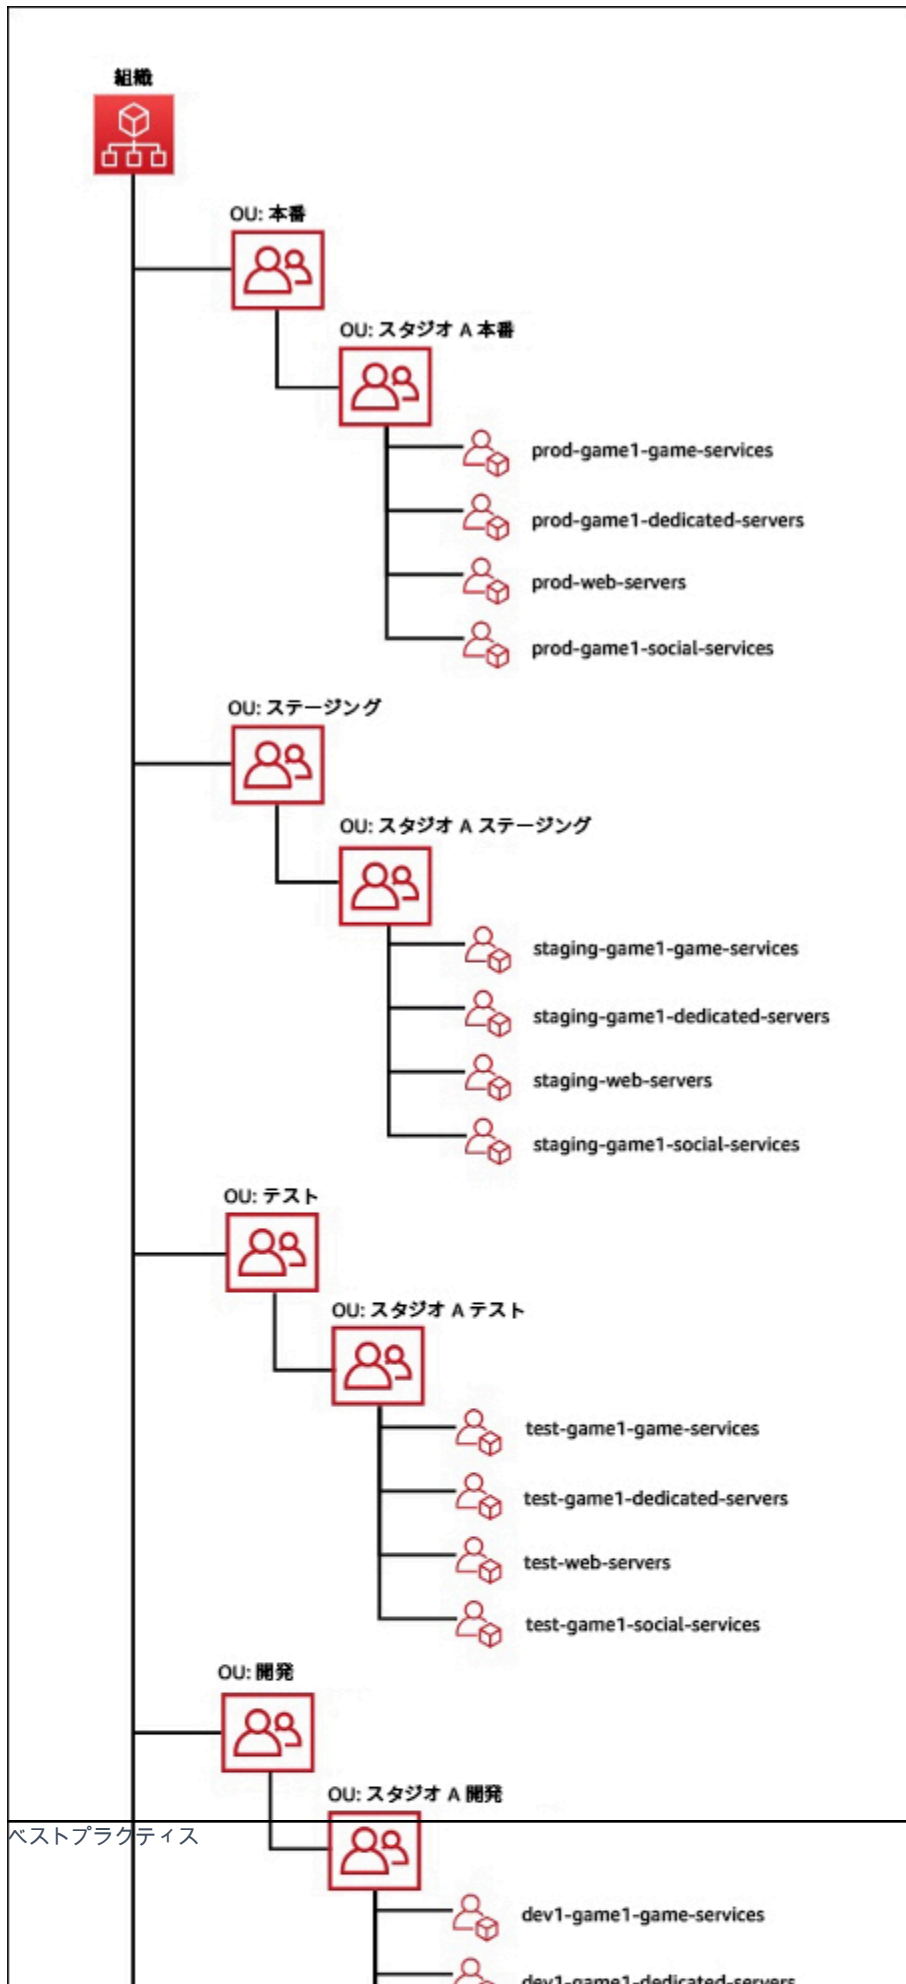 組織
OU: 本番
OU: スタジオ A 本番
prod-game1-game-services
prod-game1-dedicated-servers
prod-web-servers
prod-game1-social-services
OU: ステージング
OU: スタジオ A ステージング
staging-game1-game-services
staging-game1-dedicated-servers
staging-web-servers
staging-game1-social-services
OU: テスト
OU: スタジオ A テスト
test-game1-game-services
test-game1-dedicated-servers
test-web-servers
test-game1-social-services
OU: 開発
OU: スタジオ A 開発
ベストプラクティス
dev1-game1-game-services
dev1-game1-dedicated-servers